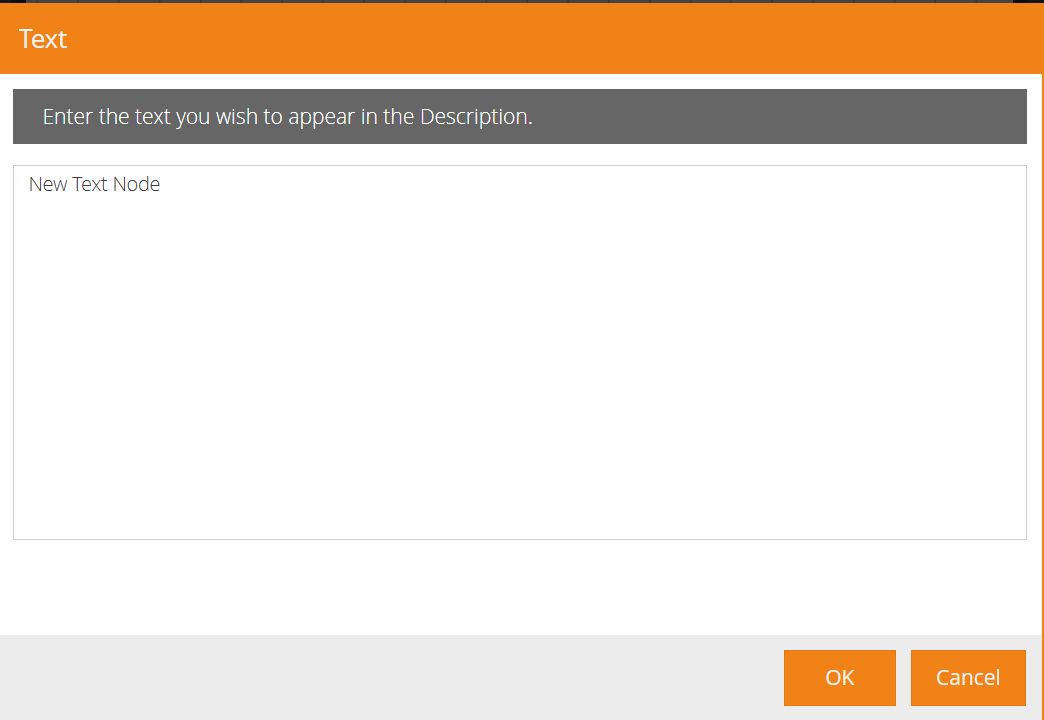 Text
Enter the text you wish to appear in the Description.
New Text Node
OK
Cancel